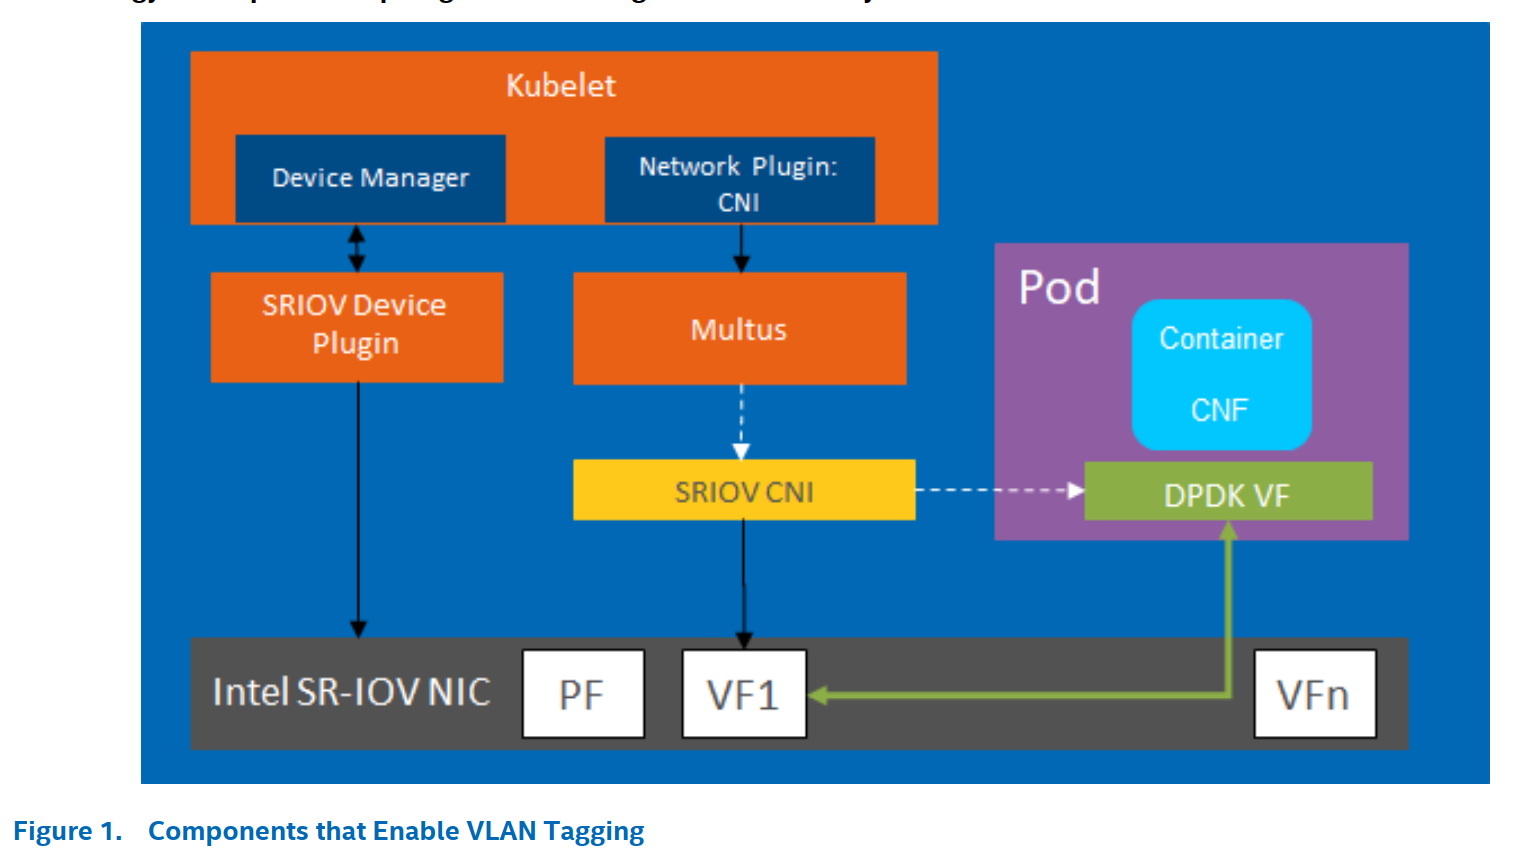 Kubelet
Device Manager
Network Plugin:
CNI
SRIOV Device
Plugin
Multus
Pod
Container
CNF
SRIOV CNI
DPDK VF
Intel SR-IOV NIC
PF
VF1
VFn
Figure 1. Components that Enable VLAN Tagging